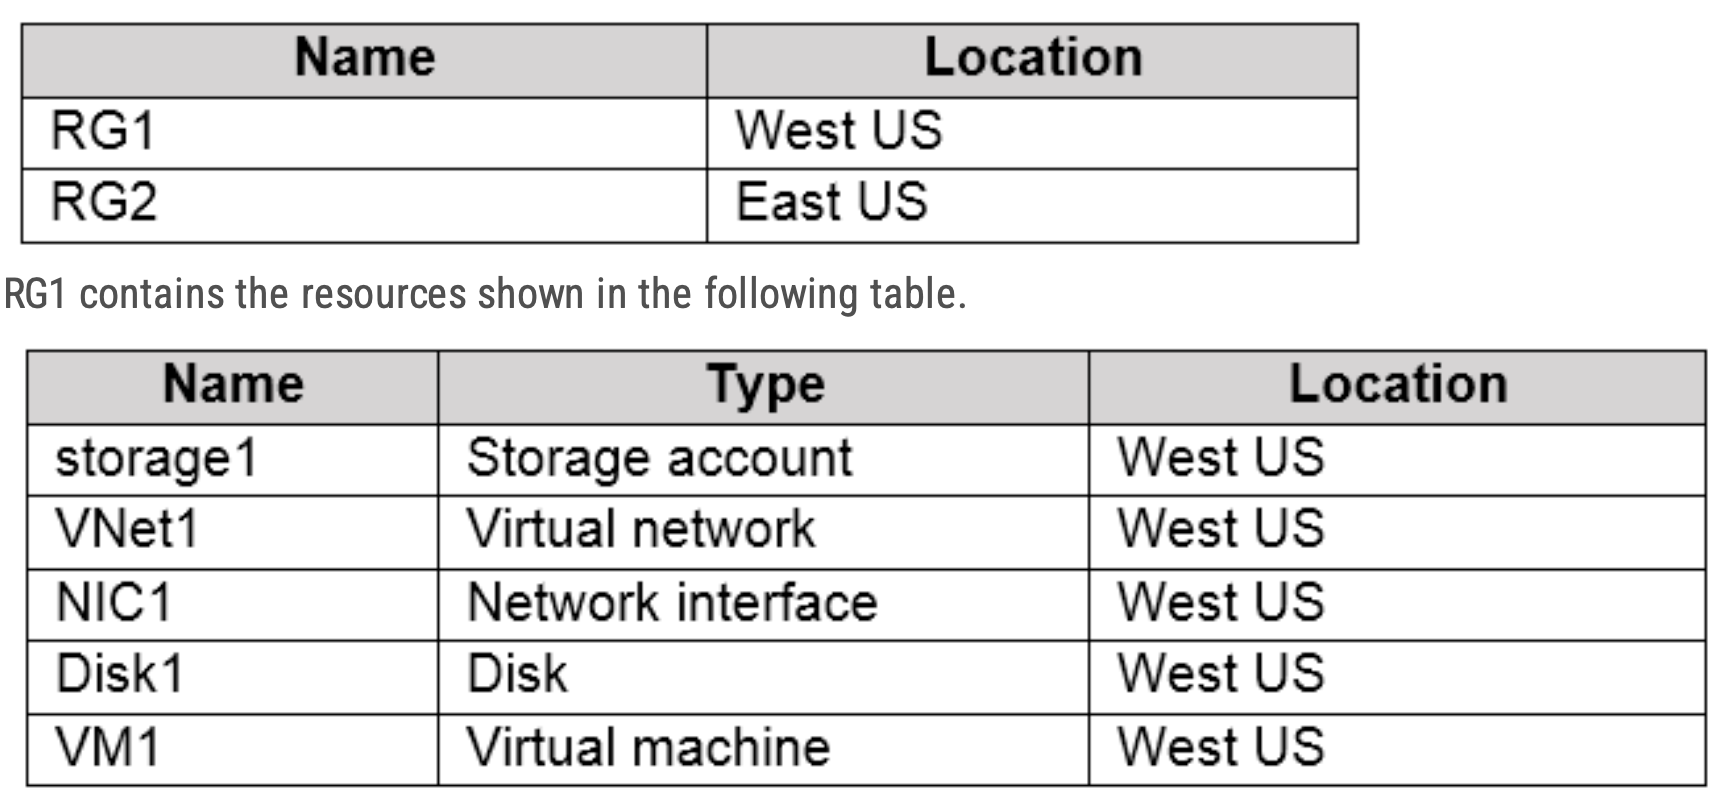 Name Location
RG1 West US
RG2 East US
RG1 contains the resources shown in the following table.
Name Type Location
storage1 Storage account West US
VNet1 Virtual network West US
NIC1 Network interface West US
Disk1 Disk West US
VM1 Virtual machine West US